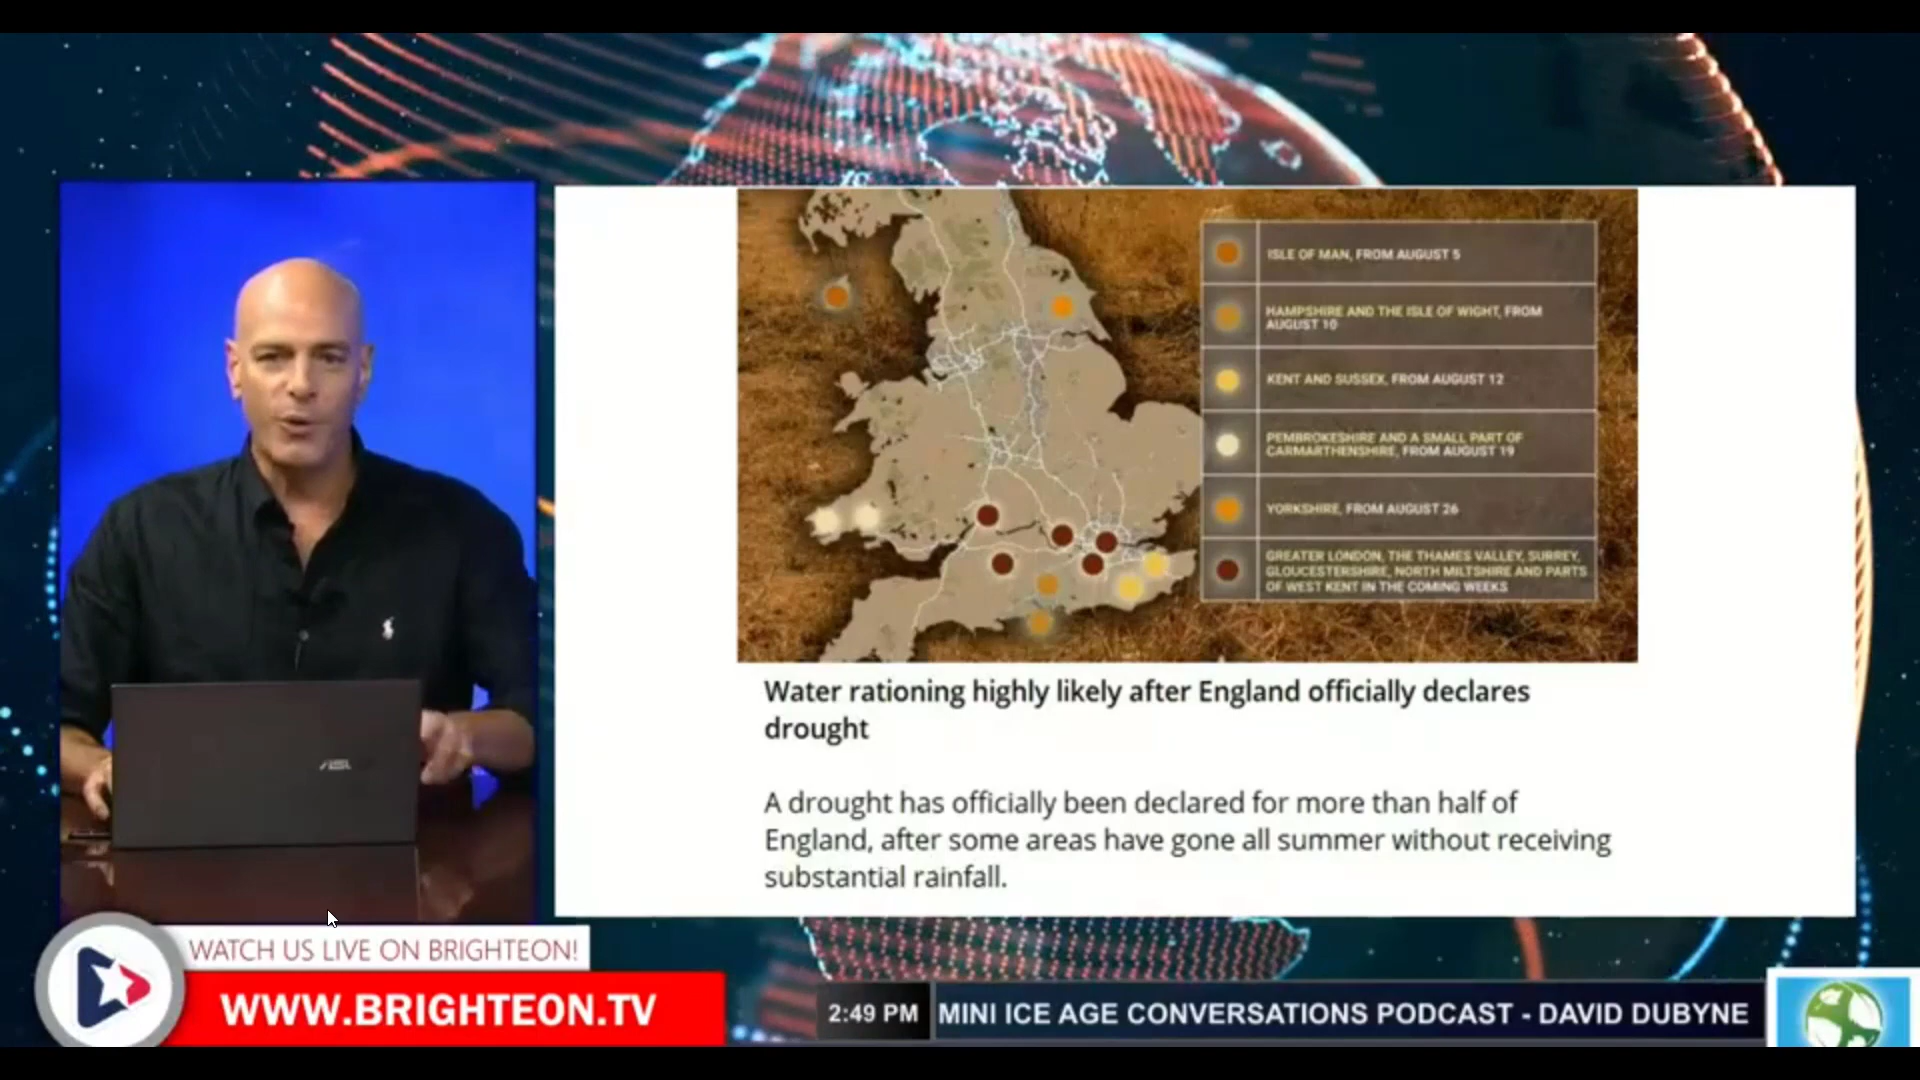 ISLE OF MAN, FROM AUGUST 5
HAMPSHIRE AND THE ISLE OF WIGHT, FROM
AUGUST 10
KENT AND SUSSEX, FROM AUGUST 12
PEMBROKESHIRE AND A SMALL PART OF
CARMARTHENSHIRE, FROM AUGUST 19
YORKSHIRE, FROM AUGUST 26
GREATER LONDON, THE THAMES VALLEY, SURREY,
GLOUCESTERSHIRE, NORTH MILTSHIRE AND PARTS
OF WEST KENT IN THE COMING WEEKS
Water rationing highly likely after England officially declares
drought
A drought has officially been declared for more than half of
England, after some areas have gone all summer without receiving
substantial rainfall.
ASUS
WATCH US LIVE ON BRIGHTEON!
WWW.BRIGHTEON.TV
2:49 PM MINI ICE AGE CONVERSATIONS PODCAST - DAVID DUBYNE